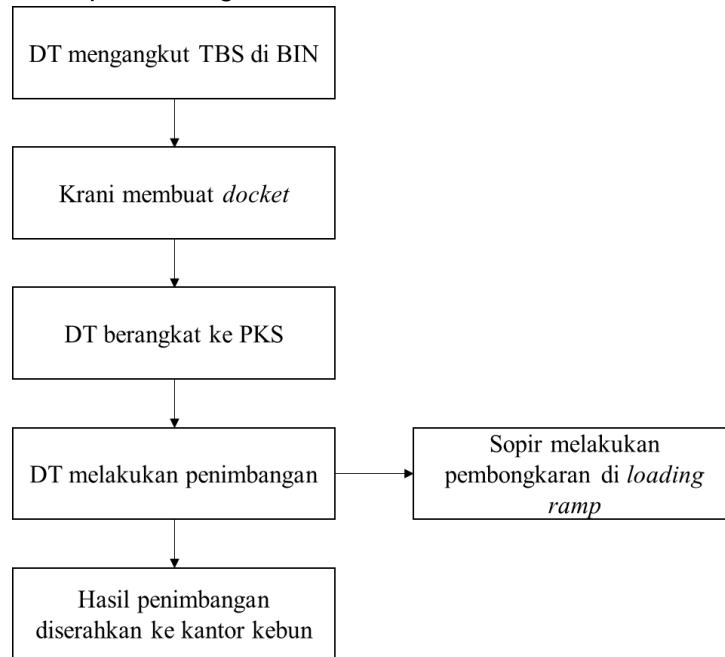 DT mengangkut TBS di BIN
Krani membuat docket
DT berangkat ke PKS
DT melakukan penimbangan
Sopir melakukan
pembongkaran di loading
ramp
Hasil penimbangan
diserahkan ke kantor kebun